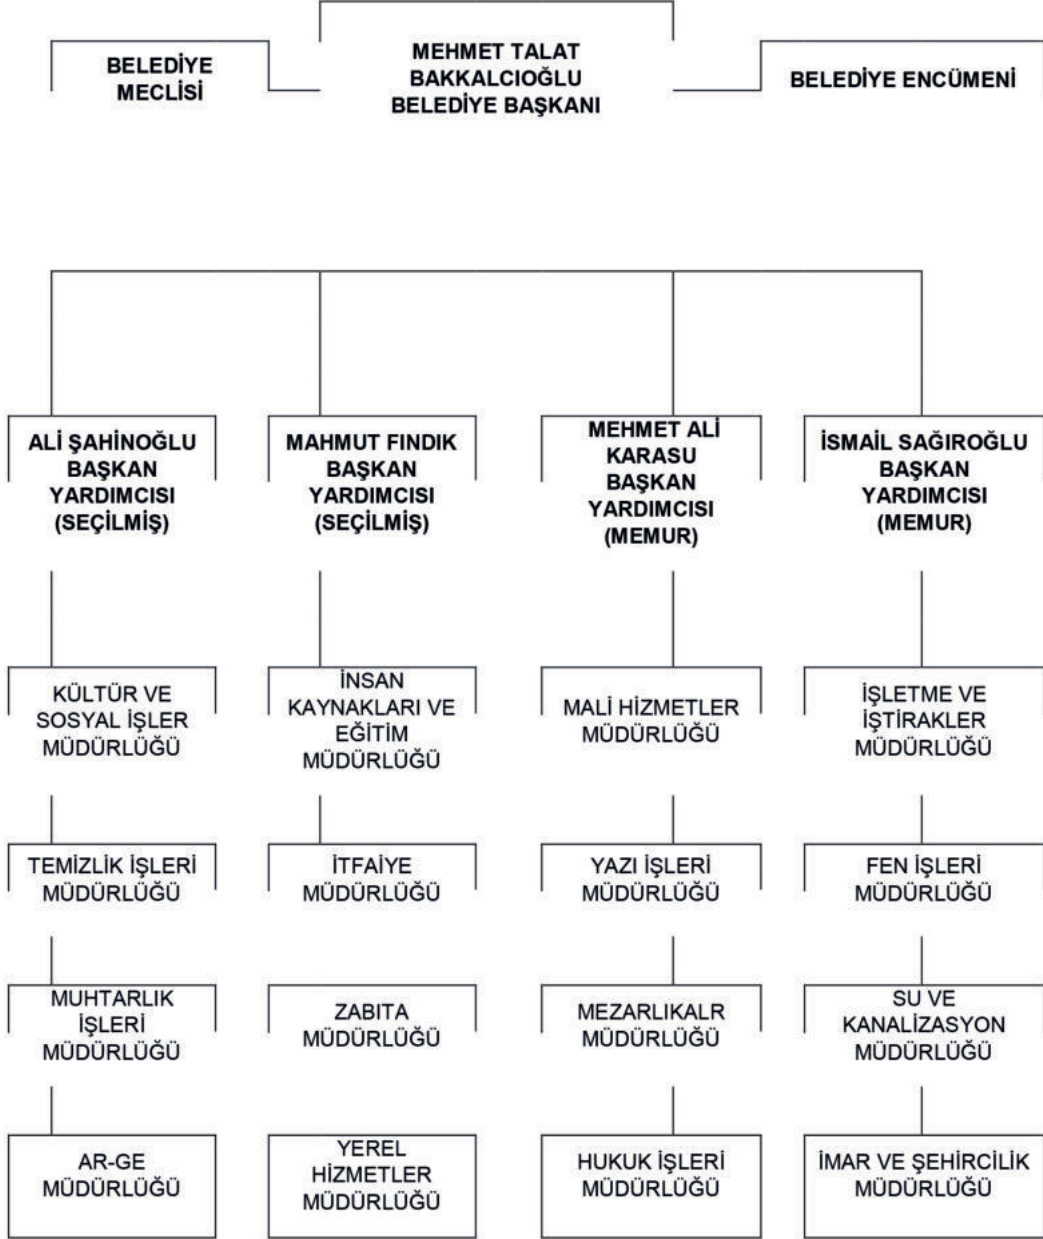 BELEDİYE
MECLİSİ
MEHMET TALAT
BAKKALCIOĞLU
BELEDİYE BAŞKANI
BELEDİYE ENCÜMENİ
ALİ ŞAHİNOĞLU
BAŞKAN
YARDIMCISI
(SEÇİLMİŞ)
MAHMUT FINDIK
BAŞKAN
YARDIMCISI
(SEÇİLMİŞ)
MEHMET ALİ
KARASU
BAŞKAN
YARDIMCISI
(MEMUR)
İSMAİL SAĞIROĞLU
BAŞKAN
YARDIMCISI
(MEMUR)
KÜLTÜR VE
SOSYAL İŞLER
MÜDÜRLÜĞÜ
İNSAN
KAYNAKLARI VE
EĞİTİM
MÜDÜRLÜĞÜ
MALİ HİZMETLER
MÜDÜRLÜĞÜ
İŞLETME VE
İŞTİRAKLER
MÜDÜRLÜĞÜ
TEMİZLİK İŞLERİ
MÜDÜRLÜĞÜ
İTFAİYE
MÜDÜRLÜĞÜ
YAZI İŞLERİ
MÜDÜRLÜĞÜ
FEN İŞLERİ
MÜDÜRLÜĞÜ
MUHTARLIK
İŞLERİ
MÜDÜRLÜĞÜ
ZABITA
MÜDÜRLÜĞÜ
MEZARLIKALR
MÜDÜRLÜĞÜ
SU VE
KANALİZASYON
MÜDÜRLÜĞÜ
AR-GE
MÜDÜRLÜĞÜ
YEREL
HİZMETLER
MÜDÜRLÜĞÜ
HUKUK İŞLERİ
MÜDÜRLÜĞÜ
İMAR VE ŞEHİRCİLİK
MÜDÜRLÜĞÜ